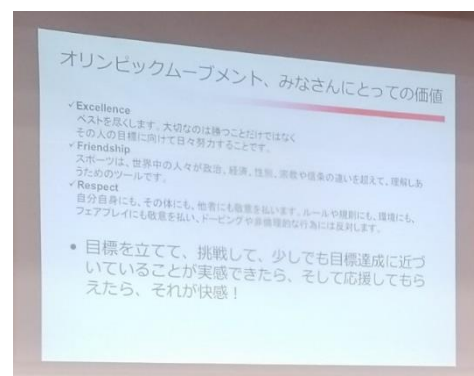 オリンピックムーブメント、みなさんにとっての価値
✓Excellence
ベストを尽くします。大切なのは勝つことだけではなく
その人の目標に向けて日々努力することです。
✓Friendship
スポーツは、世界中の人々が政治、経済、性別、宗教や信条の違いを超えて、理解しあ
うためのツールです。
✓Respect
自分自身にも、その体にも、他者にも敬意を払います。ルールや規則にも、環境にも、
フェアプレイにも敬意を払い、ドーピングや非倫理的な行為には反対します。
• 目標を立てて、挑戦して、少しでも目標達成に近づ
いていることが実感できたら、そして応援してもら
えたら、それが快感！